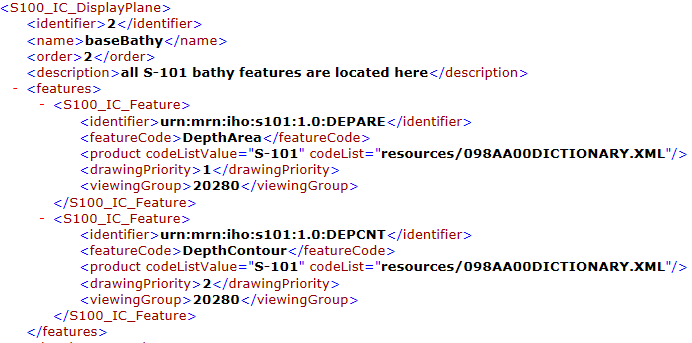 <S100_IC_DisplayPlane>
<identifier>2</identifier>
<name>baseBathy</name>
<order>2</order>
<description>all S-101 bathy features are located here</description>
- <features>
- <S100_IC_Feature>
<identifier>urn:mrn:iho:s101:1.0:DEPARE</identifier>
<featureCode>DepthArea</featureCode>
<product codeListValue="S-101" codeList="resources/098AA00DICTIONARY.XML"/>
<drawingPriority>1</drawingPriority>
<viewingGroup>20280</viewingGroup>
</S100_IC_Feature>
- <S100_IC_Feature>
<identifier>urn:mrn:iho:s101:1.0:DEPCNT</identifier>
<featureCode>DepthContour</featureCode>
<product codeListValue="S-101" codeList="resources/098AA00DICTIONARY.XML"/>
<drawingPriority>2</drawingPriority>
<viewingGroup>20280</viewingGroup>
</S100_IC_Feature>
</features>